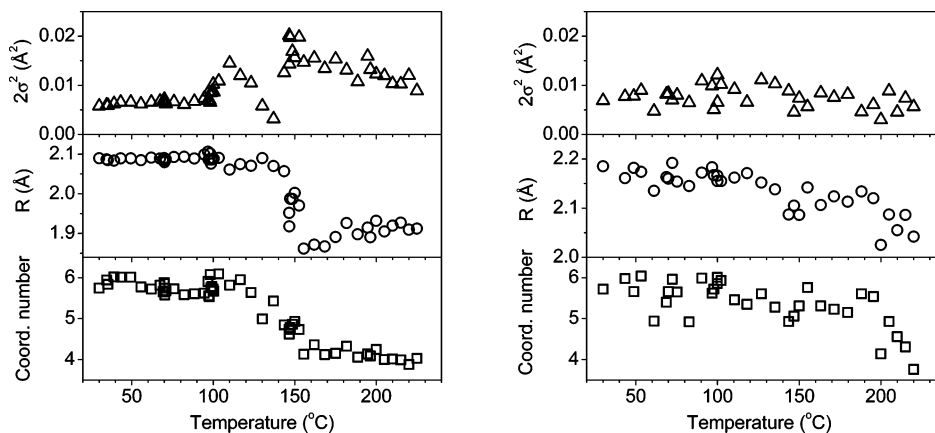 2σ² (Å²)
0.02
0.01
0.00
R (Å)
2.1
2.0
1.9
Coord. number
6
5
4
50 100 150 200
Temperature (°C)
2σ² (Å²)
0.02
0.01
0.00
R (Å)
2.2
2.1
2.0
Coord. number
6
5
4
50 100 150 200
Temperature (°C)